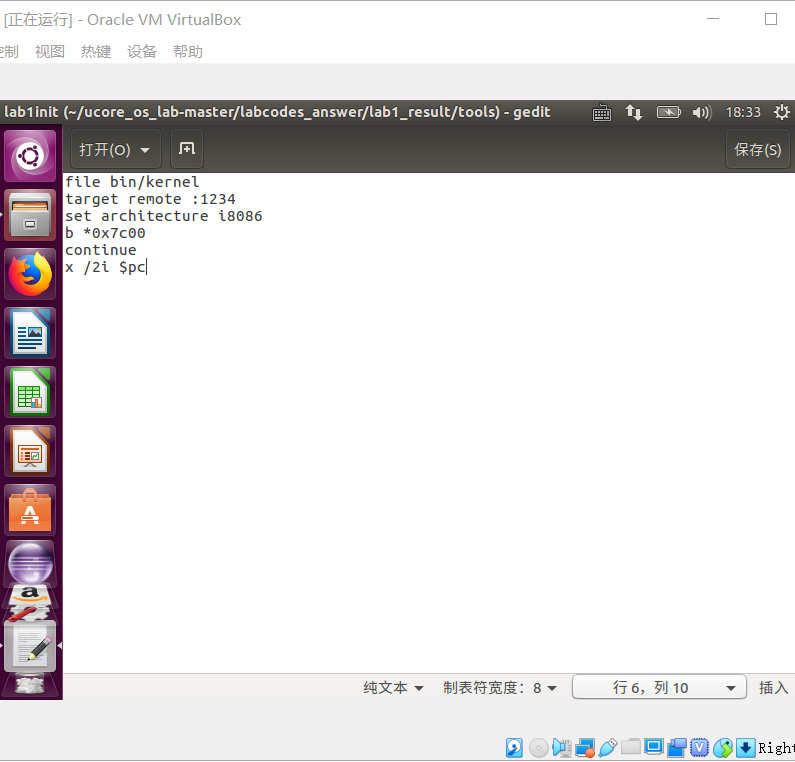 [正在运行] - Oracle VM VirtualBox
控制 视图 热键 设备 帮助
lab1init (~/ucore_os_lab-master/labcodes_answer/lab1_result/tools) - gedit 18:33
打开(O) 保存(S)
file bin/kernel
target remote :1234
set architecture i8086
b *0x7c00
continue
x /2i $pc
纯文本 制表符宽度：8 行 6，列 10 插入
Right